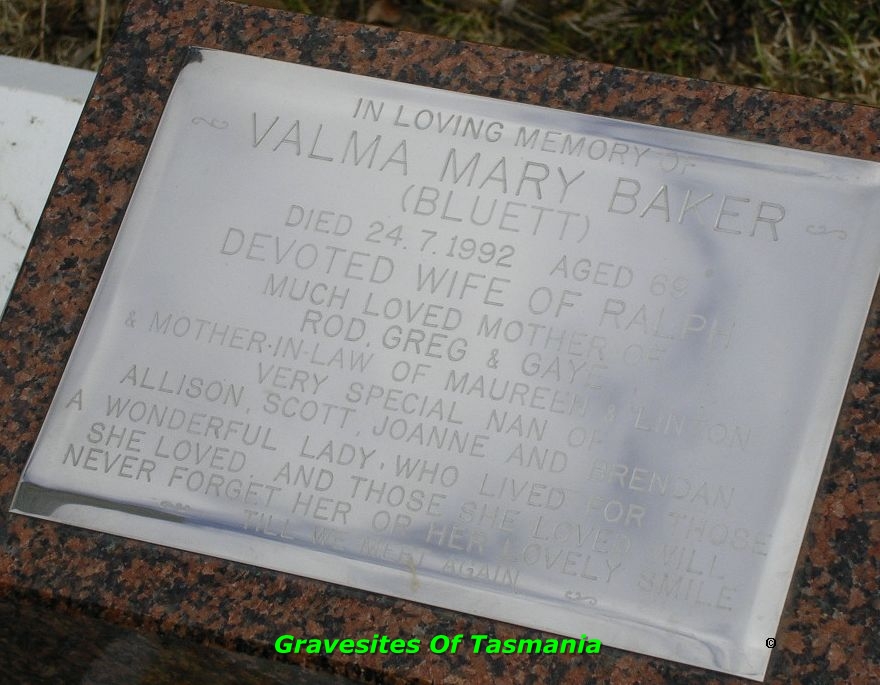 IN LOVING MEMORY OF
VALMA MARY BAKER
(BLUETT)
DIED 24.7.1992 AGED 69
DEVOTED WIFE OF RALPH
MUCH LOVED MOTHER OF
ROD, GREG & GAYE
& MOTHER-IN-LAW OF MAUREEN & LINTON
VERY SPECIAL NAN OF
ALLISON, SCOTT, JOANNE AND BRENDAN
A WONDERFUL LADY, WHO LIVED FOR THOSE
SHE LOVED, AND THOSE SHE LOVED WILL
NEVER FORGET HER OR HER LOVELY SMILE
TILL WE MEET AGAIN
Gravesites Of Tasmania
©